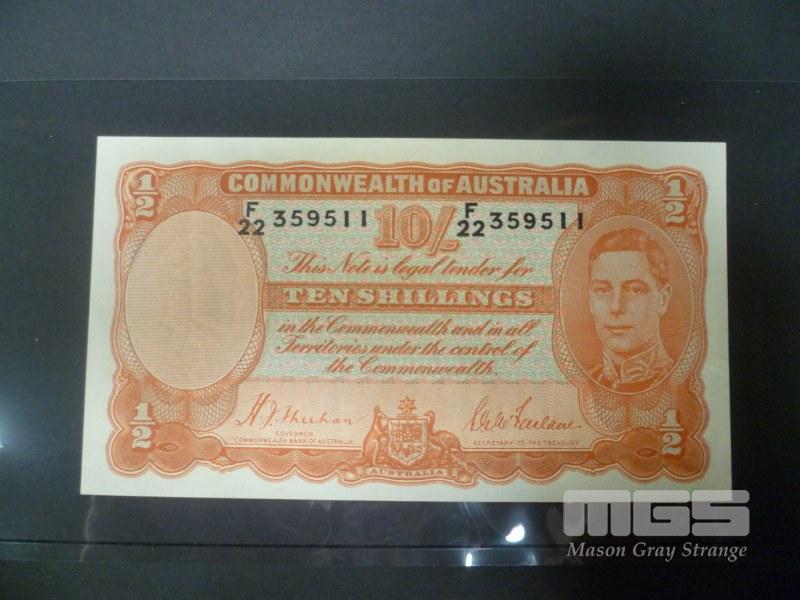 1/2
1/2
COMMONWEALTH OF AUSTRALIA
F/22 359511
F/22 359511
10/-
This Note is legal tender for
TEN SHILLINGS
in the Commonwealth and in all
Territories under the control of
the Commonwealth.
H.J. Sheehan
GOVERNOR
COMMONWEALTH BANK OF AUSTRALIA.
S.G. McFarlane
SECRETARY TO THE TREASURY
1/2
1/2
AUSTRALIA
MGS
Mason Gray Strange